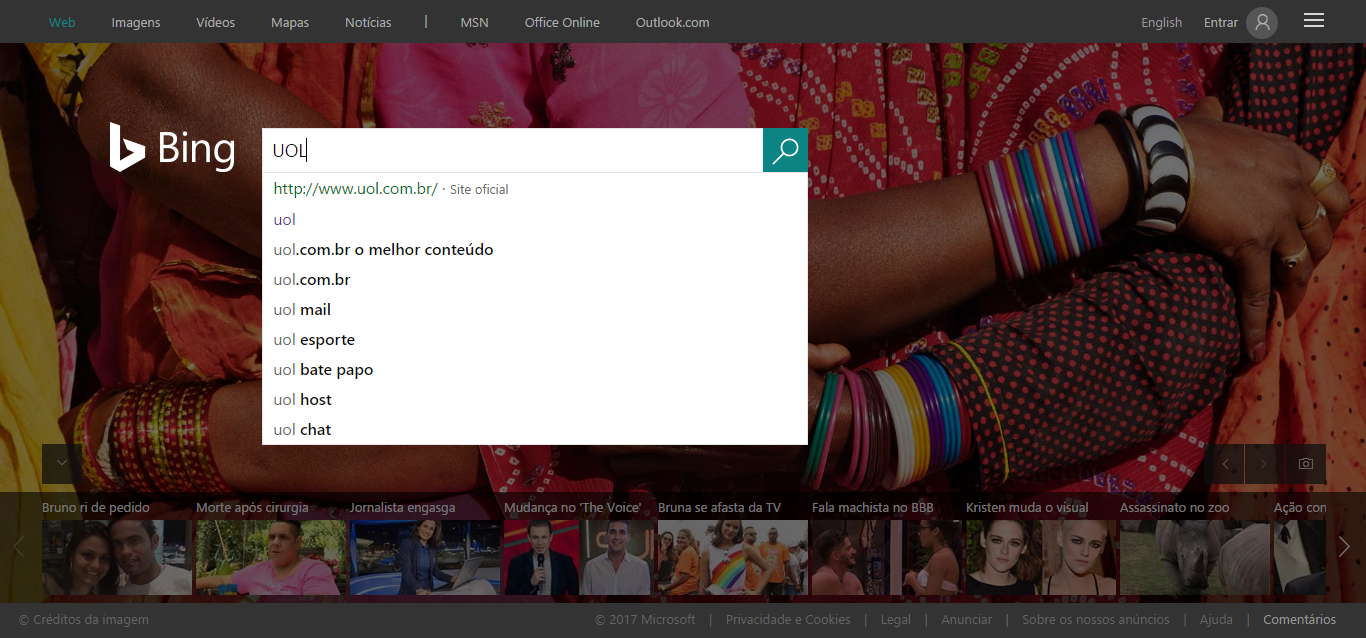 Web Imagens Vídeos Mapas Notícias | MSN Office Online Outlook.com English Entrar
Bing
UOL
http://www.uol.com.br/ · Site oficial
uol
uol.com.br o melhor conteúdo
uol.com.br
uol mail
uol esporte
uol bate papo
uol host
uol chat
Bruno ri de pedido Morte após cirurgia Jornalista engasga Mudança no 'The Voice' Bruna se afasta da TV Fala machista no BBB Kristen muda o visual Assassinato no zoo Ação con
© Créditos da imagem © 2017 Microsoft | Privacidade e Cookies | Legal | Anunciar | Sobre os nossos anúncios | Ajuda | Comentários